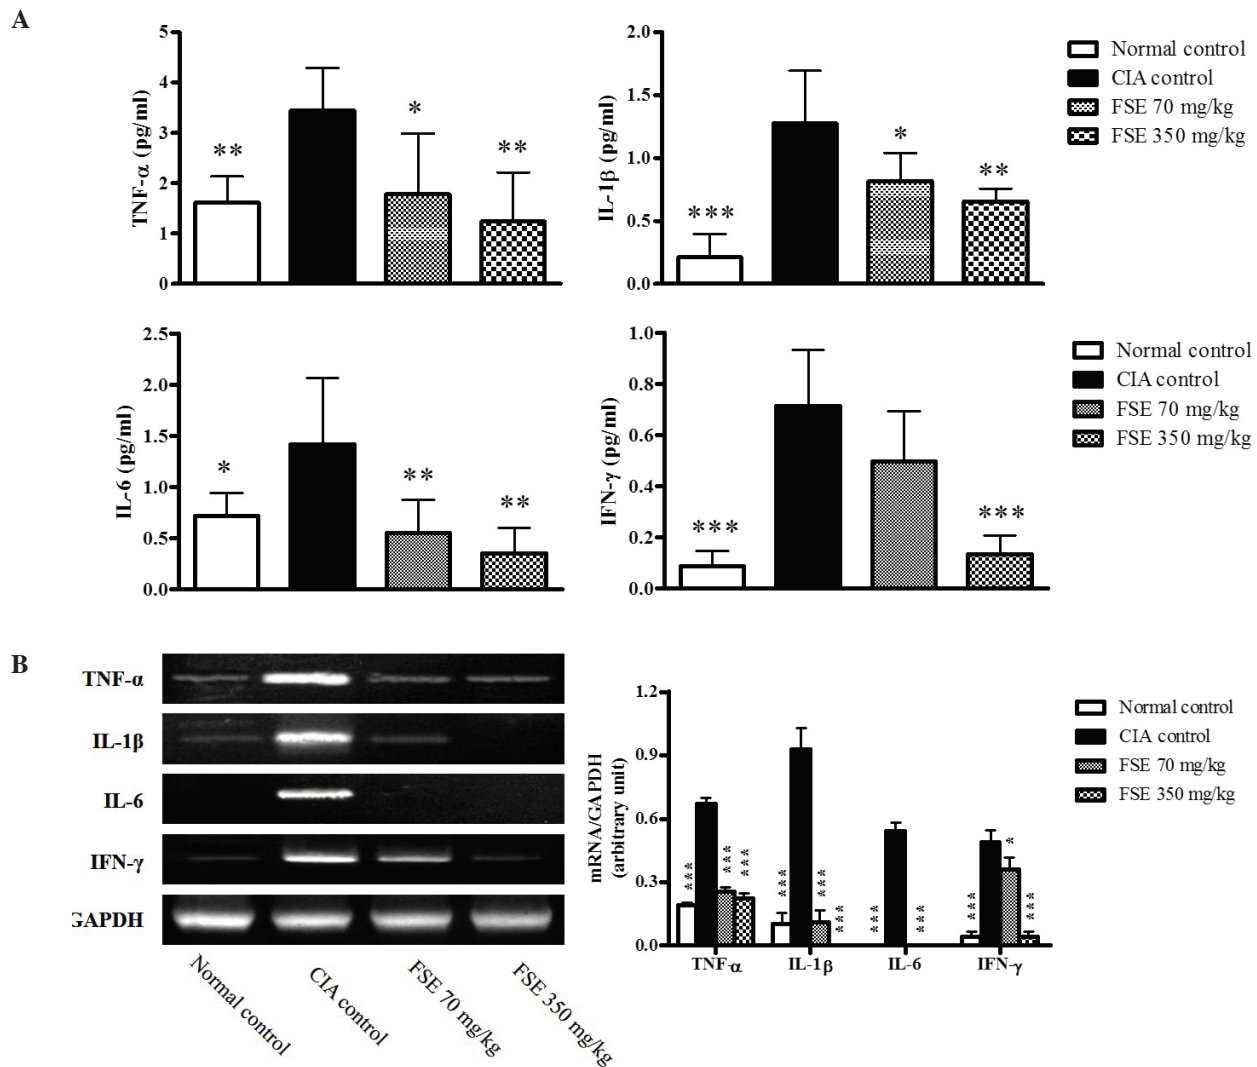 A
TNF-α (pg/ml)
5
4
3
2
1
0
**
*
**
IL-1β (pg/ml)
2.0
1.5
1.0
0.5
0.0
***
*
**
Normal control
CIA control
FSE 70 mg/kg
FSE 350 mg/kg
IL-6 (pg/ml)
2.5
2.0
1.5
1.0
0.5
0.0
*
**
**
IFN-γ (pg/ml)
1.0
0.8
0.6
0.4
0.2
0.0
***
***
Normal control
CIA control
FSE 70 mg/kg
FSE 350 mg/kg
B
TNF-α
IL-1β
IL-6
IFN-γ
GAPDH
Normal control
CIA control
FSE 70 mg/kg
FSE 350 mg/kg
mRNA/GAPDH
(arbitrary unit)
1.2
0.9
0.6
0.3
0.0
***
***
***
***
***
***
***
***
***
*
***
TNF-α
IL-1β
IL-6
IFN-γ
Normal control
CIA control
FSE 70 mg/kg
FSE 350 mg/kg